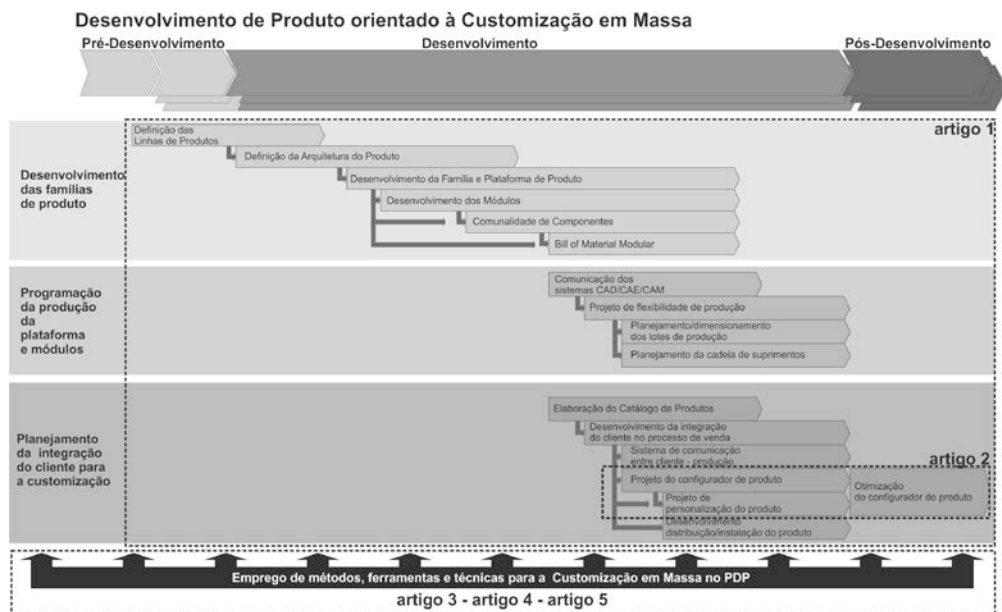 Desenvolvimento de Produto orientado à Customização em Massa
Pré-Desenvolvimento
Desenvolvimento
Pós-Desenvolvimento
artigo 1
Desenvolvimento
das famílias
de produto
Definição das
Linhas de Produtos
Definição da Arquitetura do Produto
Desenvolvimento da Família e Plataforma de Produto
Desenvolvimento dos Módulos
Comunalidade de Componentes
Bill of Material Modular
Programação
da produção
da
plataforma
e módulos
Comunicação dos
sistemas CAD/CAE/CAM
Projeto de flexibilidade de produção
Planejamento/dimensionamento
dos lotes de produção
Planejamento da cadeia de suprimentos
Planejamento
da integração
do cliente para
a customização
Elaboração do Catálogo de Produtos
Desenvolvimento da integração
do cliente no processo de venda
Sistema de comunicação
entre cliente - produção
artigo 2
Projeto do configurador de produto
Otimização
do configurador do produto
Projeto de
personalização do produto
Desenvolvimento
distribuição/instalação do produto
Emprego de métodos, ferramentas e técnicas para a Customização em Massa no PDP
artigo 3 - artigo 4 - artigo 5